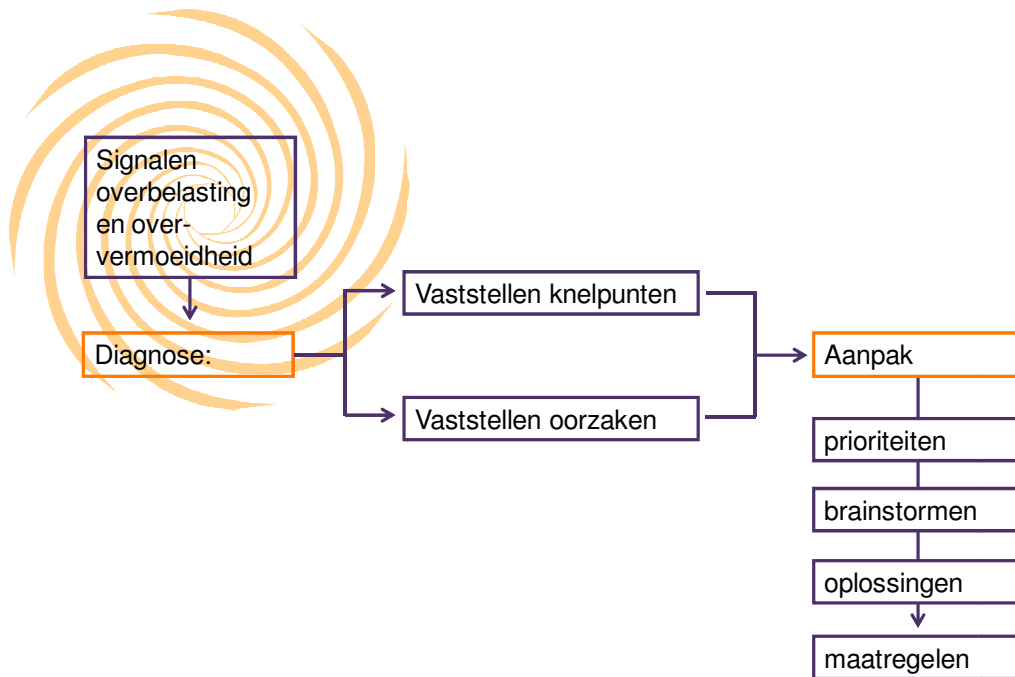 Signalen
overbelasting
en over-
vermoeidheid
Diagnose:
Vaststellen knelpunten
Vaststellen oorzaken
Aanpak
prioriteiten
brainstormen
oplossingen
maatregelen